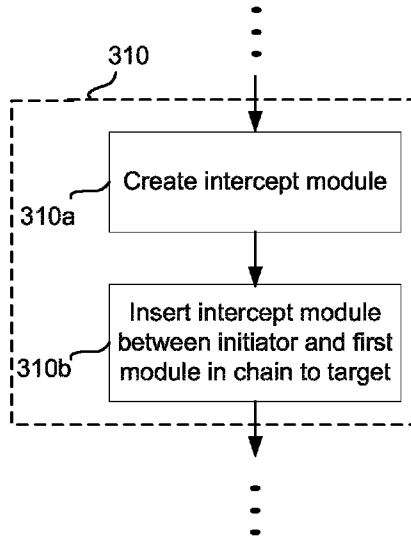 310
Create intercept module
310a
Insert intercept module
between initiator and first
module in chain to target
310b